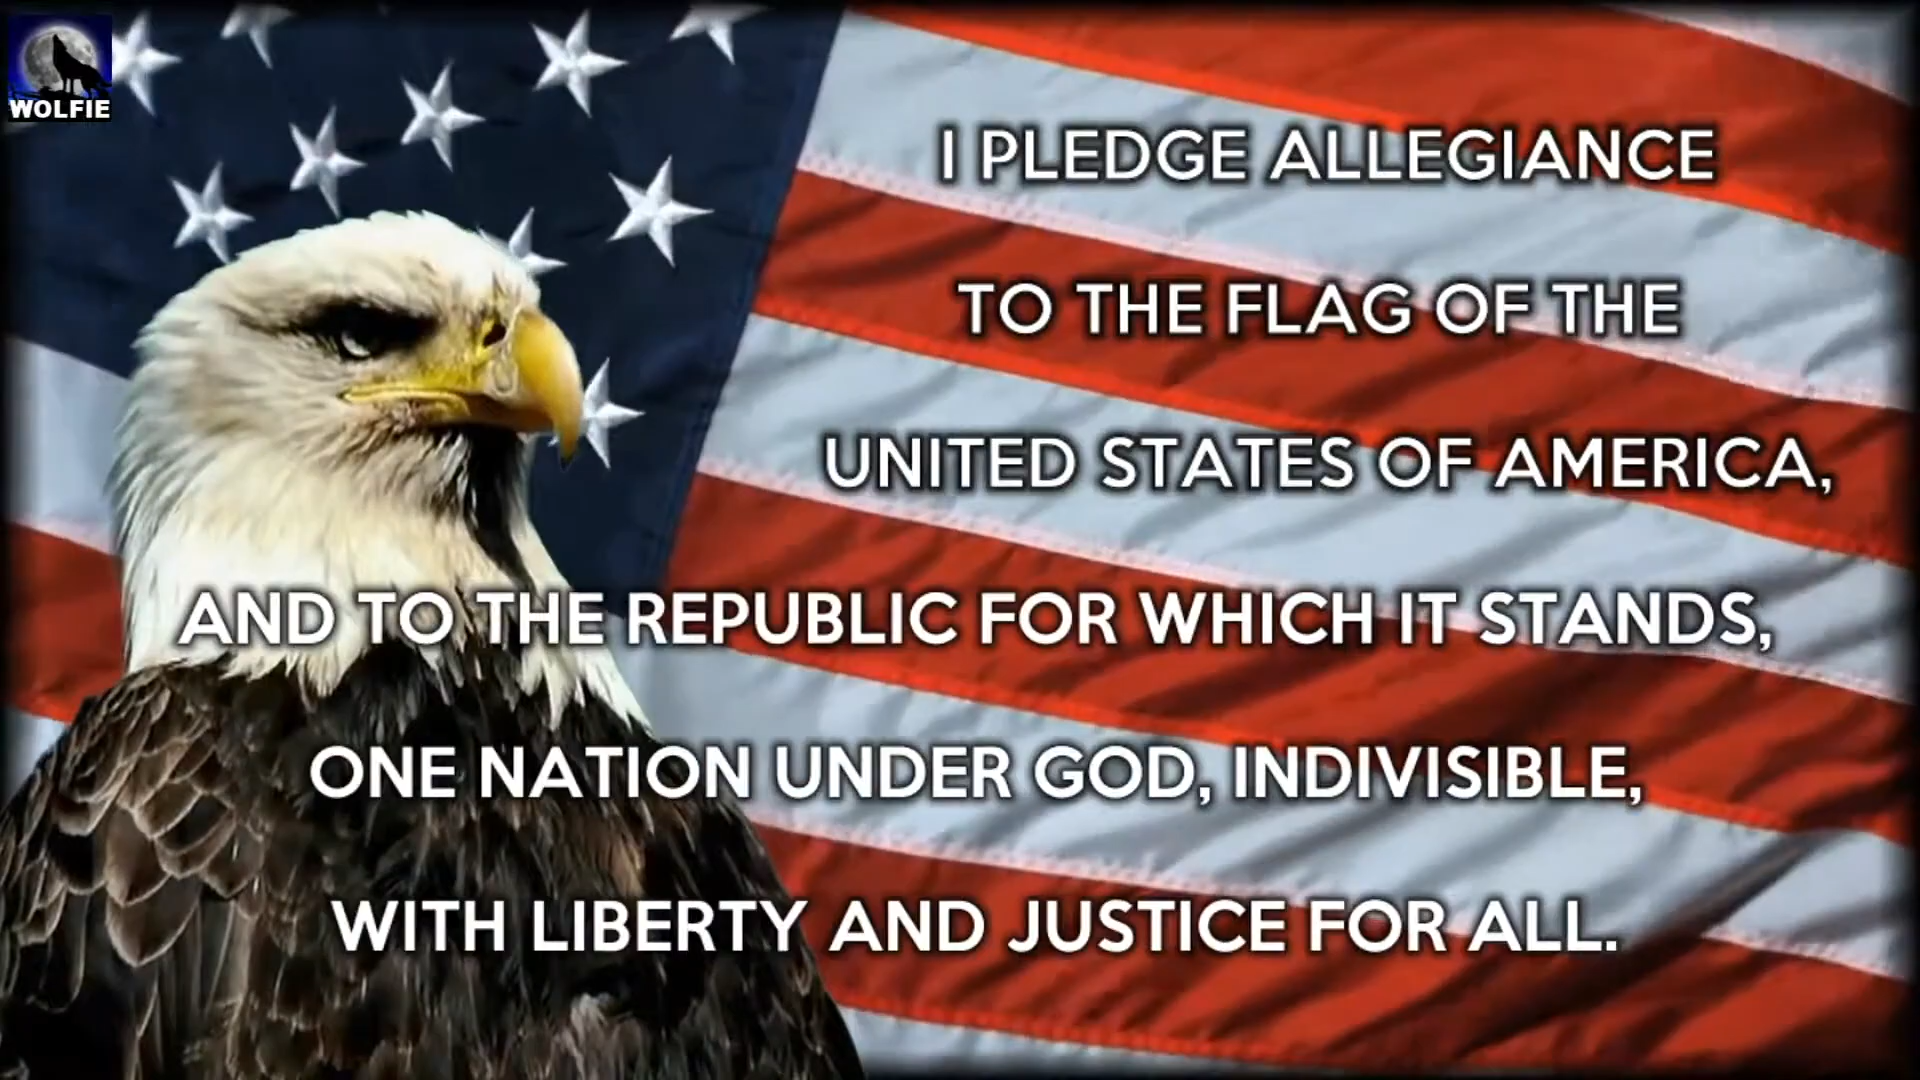 WOLFIE
I PLEDGE ALLEGIANCE
TO THE FLAG OF THE
UNITED STATES OF AMERICA,
AND TO THE REPUBLIC FOR WHICH IT STANDS,
ONE NATION UNDER GOD, INDIVISIBLE,
WITH LIBERTY AND JUSTICE FOR ALL.